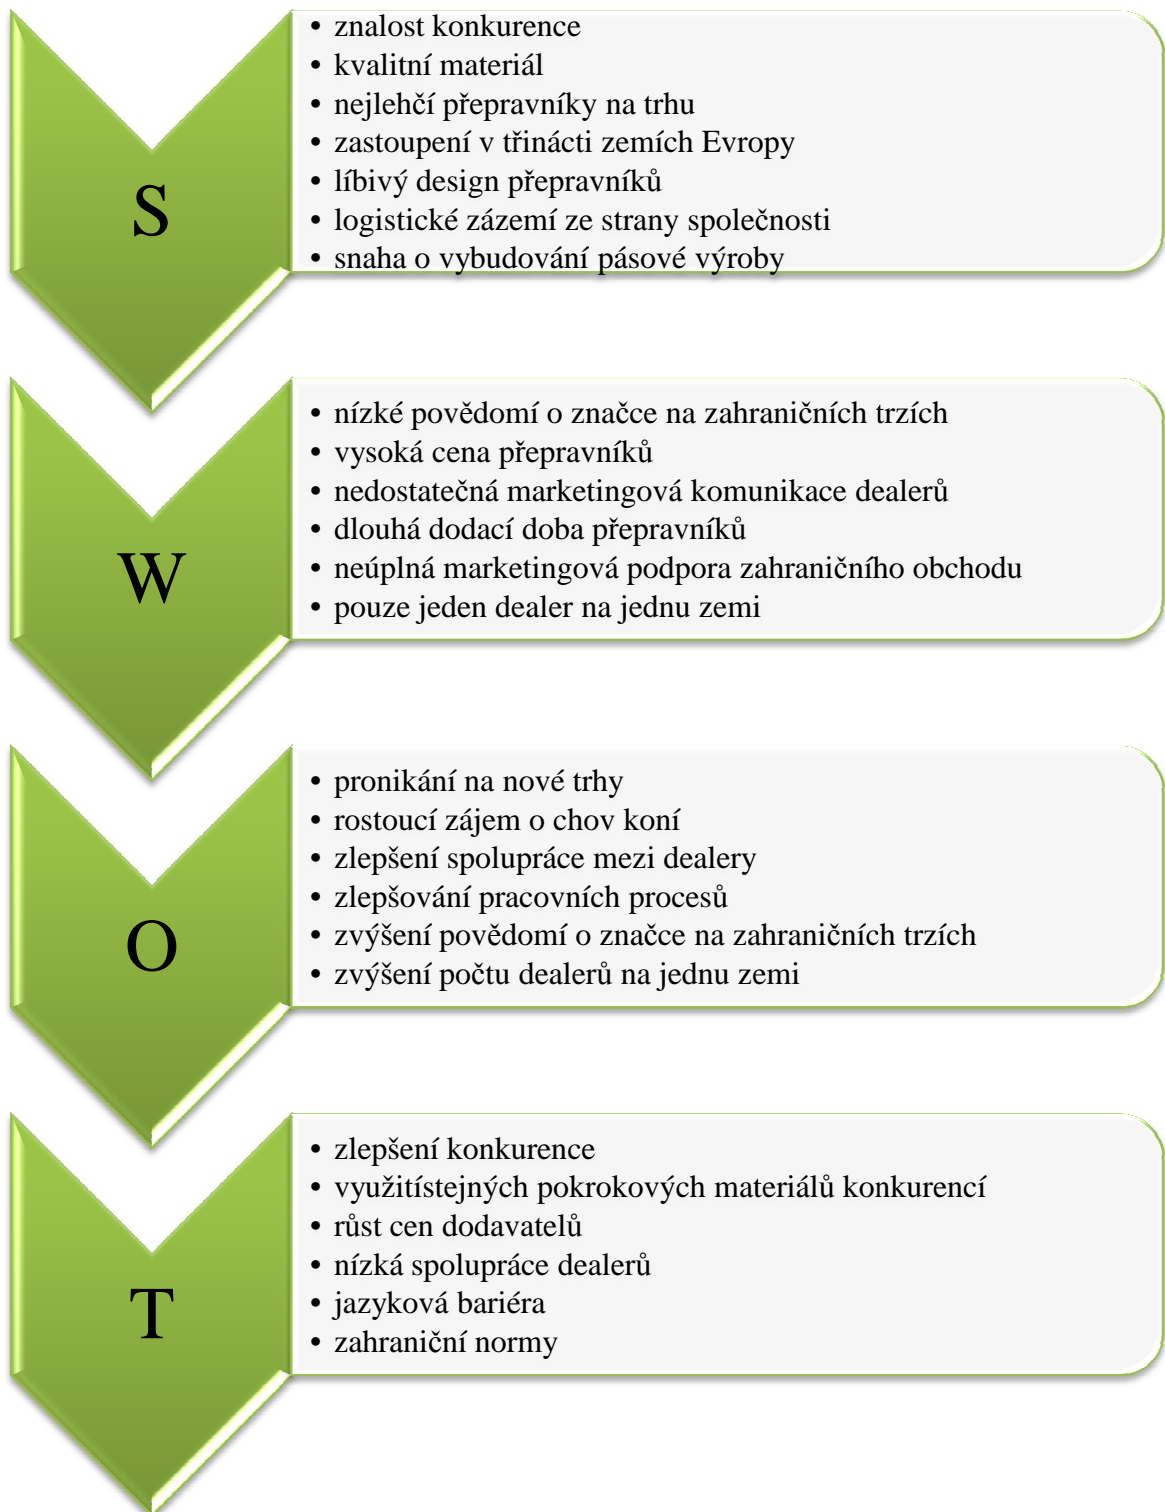 S
• znalost konkurence
• kvalitní materiál
• nejlehčí přepravníky na trhu
• zastoupení v třinácti zemích Evropy
• líbivý design přepravníků
• logistické zázemí ze strany společnosti
• snaha o vybudování pásové výroby
W
• nízké povědomí o značce na zahraničních trzích
• vysoká cena přepravníků
• nedostatečná marketingová komunikace dealerů
• dlouhá dodací doba přepravníků
• neúplná marketingová podpora zahraničního obchodu
• pouze jeden dealer na jednu zemi
O
• pronikání na nové trhy
• rostoucí zájem o chov koní
• zlepšení spolupráce mezi dealery
• zlepšování pracovních procesů
• zvýšení povědomí o značce na zahraničních trzích
• zvýšení počtu dealerů na jednu zemi
T
• zlepšení konkurence
• využitístejných pokrokových materiálů konkurencí
• růst cen dodavatelů
• nízká spolupráce dealerů
• jazyková bariéra
• zahraniční normy